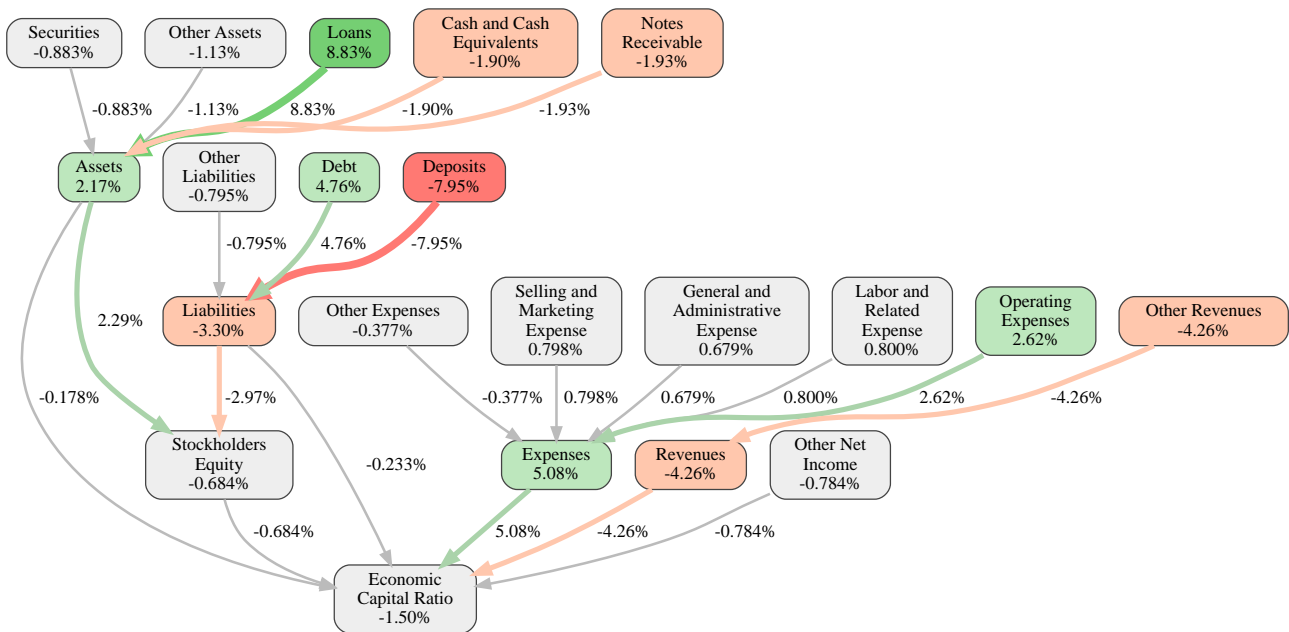 Securities
-0.883%
Other Assets
-1.13%
Loans
8.83%
Cash and Cash
Equivalents
-1.90%
Notes
Receivable
-1.93%
-0.883%
-1.13%
8.83%
-1.90%
-1.93%
Assets
2.17%
Other
Liabilities
-0.795%
Debt
4.76%
Deposits
-7.95%
-0.795%
4.76%
-7.95%
2.29%
Liabilities
-3.30%
Other Expenses
-0.377%
Selling and
Marketing
Expense
0.798%
General and
Administrative
Expense
0.679%
Labor and
Related
Expense
0.800%
Operating
Expenses
2.62%
Other Revenues
-4.26%
-0.178%
-2.97%
-0.377%
0.798%
0.679%
0.800%
2.62%
-4.26%
Stockholders
Equity
-0.684%
-0.233%
Expenses
5.08%
Revenues
-4.26%
Other Net
Income
-0.784%
-0.684%
5.08%
-4.26%
-0.784%
Economic
Capital Ratio
-1.50%